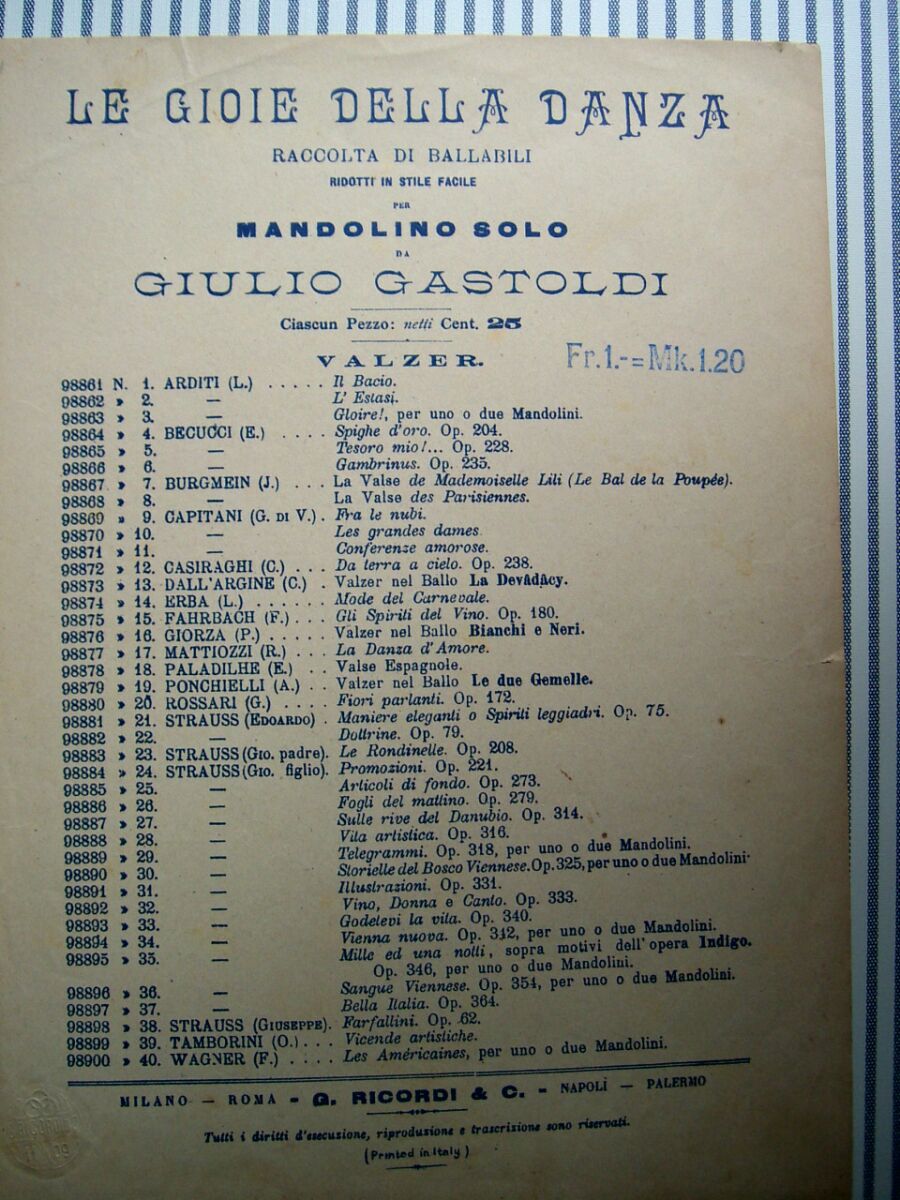 LE GIOIE DELLA DANZA
RACCOLTA DI BALLABILI
RIDOTTI IN STILE FACILE
PER
MANDOLINO SOLO
DA
GIULIO GASTOLDI
Ciascun Pezzo: netti Cent. 25
VALZER.
Fr.1.-=Mk.1.20
98861 N. 1. ARDITI (L.) . . . . . Il Bacio.
98862 » 2. — L' Estasi.
98863 » 3. — Gloire!, per uno o due Mandolini.
98864 » 4. BECUCCI (E.) . . . . Spighe d'oro. Op. 204.
98865 » 5. — Tesoro mio!... Op. 228.
98866 » 6. — Gambrinus. Op. 235.
98867 » 7. BURGMEIN (J.) . . . La Valse de Mademoiselle Lili (Le Bal de la Poupée).
98868 » 8. — La Valse des Parisiennes.
98869 » 9. CAPITANI (G. DI V.) . Fra le nubi.
98870 » 10. — Les grandes dames
98871 » 11. — Conferenze amorose.
98872 » 12. CASIRAGHI (C.) . . . Da terra a cielo. Op. 238.
98873 » 13. DALL'ARGINE (C.) . Valzer nel Ballo La Devâdâcy.
98874 » 14. ERBA (L.) . . . . . . Mode del Carnevale.
98875 » 15. FAHRBACH (F.) . . . Gli Spiriti del Vino. Op. 180.
98876 » 16. GIORZA (P.) . . . . . Valzer nel Ballo Bianchi e Neri.
98877 » 17. MATTIOZZI (R.) . . . La Danza d'Amore.
98878 » 18. PALADILHE (E.) . . Valse Espagnole.
98879 » 19. PONCHIELLI (A.) . . Valzer nel Ballo Le due Gemelle.
98880 » 20. ROSSARI (G.) . . . . Fiori parlanti. Op. 172.
98881 » 21. STRAUSS (EDOARDO) . Maniere eleganti o Spiriti leggiadri. Op. 75.
98882 » 22. — Dottrine. Op. 79.
98883 » 23. STRAUSS (Gio. padre). Le Rondinelle. Op. 208.
98884 » 24. STRAUSS (Gio. figlio). Promozioni. Op. 221.
98885 » 25. — Articoli di fondo. Op. 273.
98886 » 26. — Fogli del mattino. Op. 279.
98887 » 27. — Sulle rive del Danubio. Op. 314.
98888 » 28. — Vita artistica. Op. 316.
98889 » 29. — Telegrammi. Op. 318, per uno o due Mandolini.
98890 » 30. — Storielle del Bosco Viennese. Op. 325, per uno o due Mandolini.
98891 » 31. — Illustrazioni. Op. 331.
98892 » 32. — Vino, Donna e Canto. Op. 333.
98893 » 33. — Godetevi la vita. Op. 340.
98894 » 34. — Vienna nuova. Op. 342, per uno o due Mandolini.
98895 » 35. — Mille ed una notti, sopra motivi dell'opera Indigo.
Op. 346, per uno o due Mandolini.
98896 » 36. — Sangue Viennese. Op. 354, per uno o due Mandolini.
98897 » 37. — Bella Italia. Op. 364.
98898 » 38. STRAUSS (GIUSEPPE). Farfallini. Op. 62.
98899 » 39. TAMBORINI (O.) . . . Vicende artistiche.
98900 » 40. WAGNER (F.) . . . . Les Américaines, per uno o due Mandolini.
MILANO — ROMA - G. RICORDI & C. - NAPOLI — PALERMO
Tutti i diritti d'esecuzione, riproduzione e trascrizione sono riservati.
(Printed in Italy)